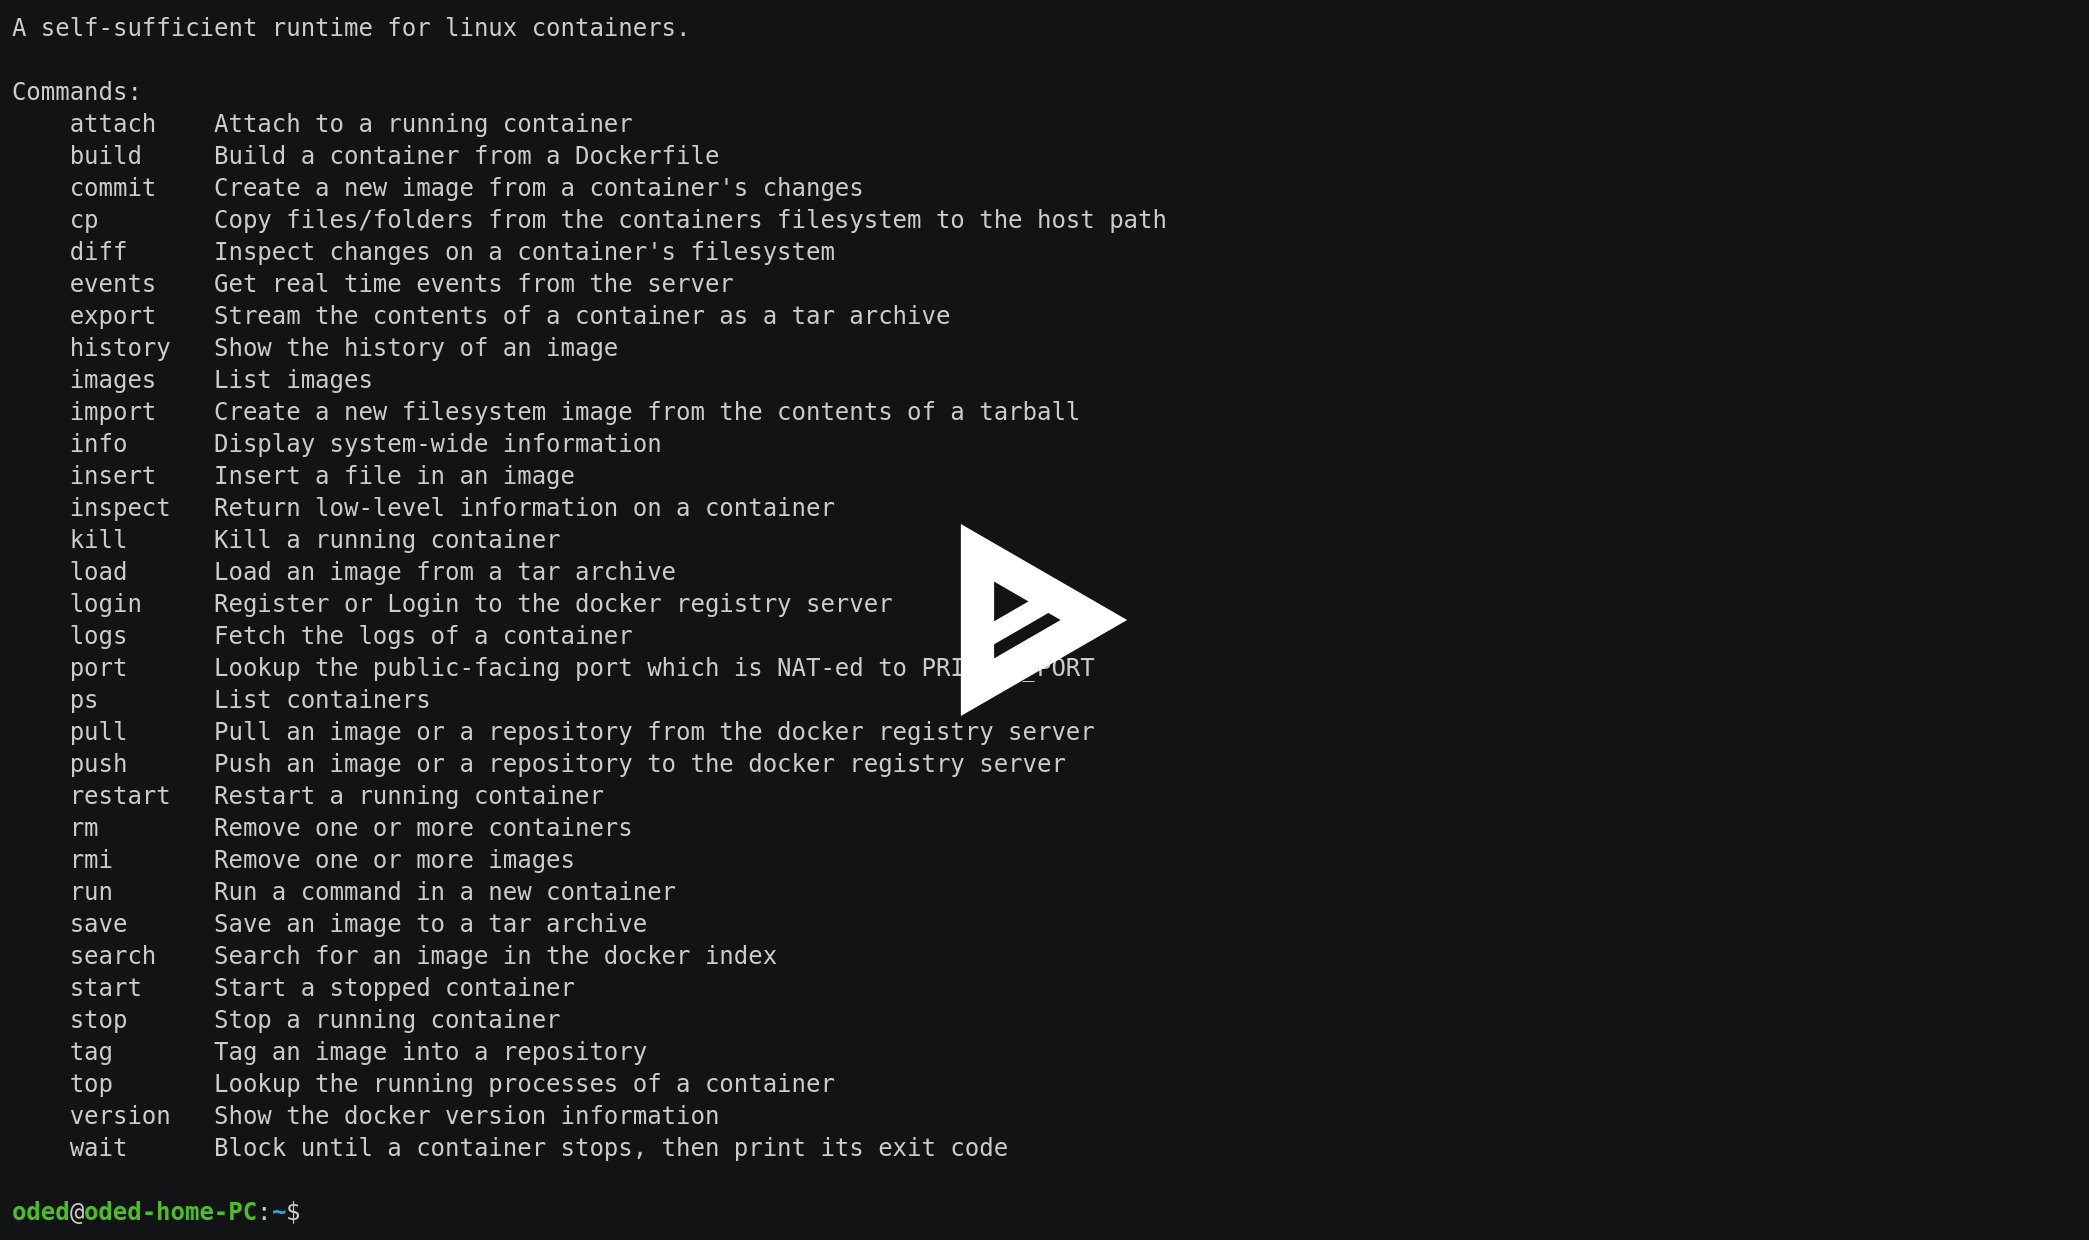 A self-sufficient runtime for linux containers.
Commands:
attach Attach to a running container
build Build a container from a Dockerfile
commit Create a new image from a container's changes
cp Copy files/folders from the containers filesystem to the host path
diff Inspect changes on a container's filesystem
events Get real time events from the server
export Stream the contents of a container as a tar archive
history Show the history of an image
images List images
import Create a new filesystem image from the contents of a tarball
info Display system-wide information
insert Insert a file in an image
inspect Return low-level information on a container
kill Kill a running container
load Load an image from a tar archive
login Register or Login to the docker registry server
logs Fetch the logs of a container
port Lookup the public-facing port which is NAT-ed to
ps List containers
pull Pull an image or a repository from the docker registry server
push Push an image or a repository to the docker registry server
restart Restart a running container
rm Remove one or more containers
rmi Remove one or more images
run Run a command in a new container
save Save an image to a tar archive
search Search for an image in the docker index
start Start a stopped container
stop Stop a running container
tag Tag an image into a repository
top Lookup the running processes of a container
version Show the docker version information
wait Block until a container stops, then print its exit code
oded@oded-home-PC:~$